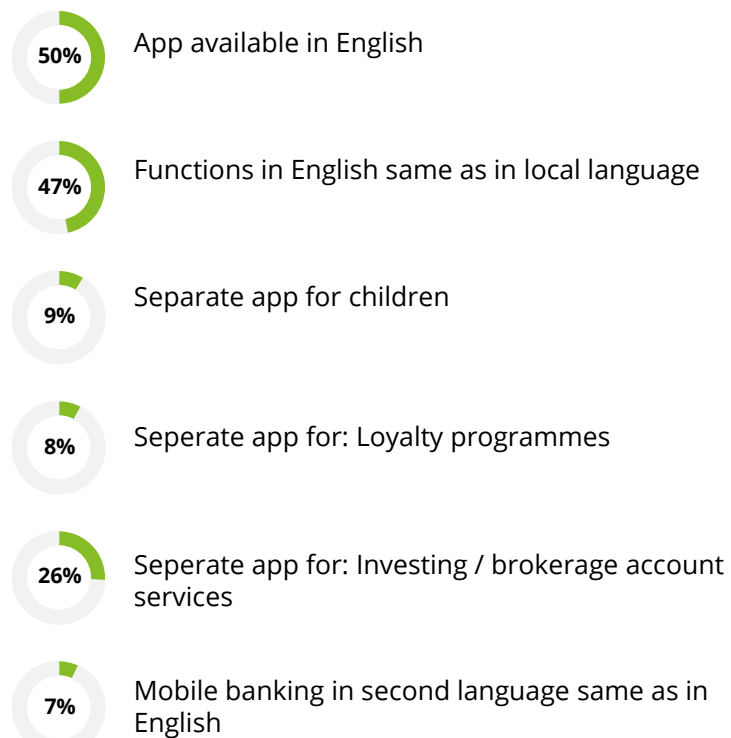 50%
App available in English
47%
Functions in English same as in local language
9%
Separate app for children
8%
Seperate app for: Loyalty programmes
26%
Seperate app for: Investing / brokerage account
services
7%
Mobile banking in second language same as in
English